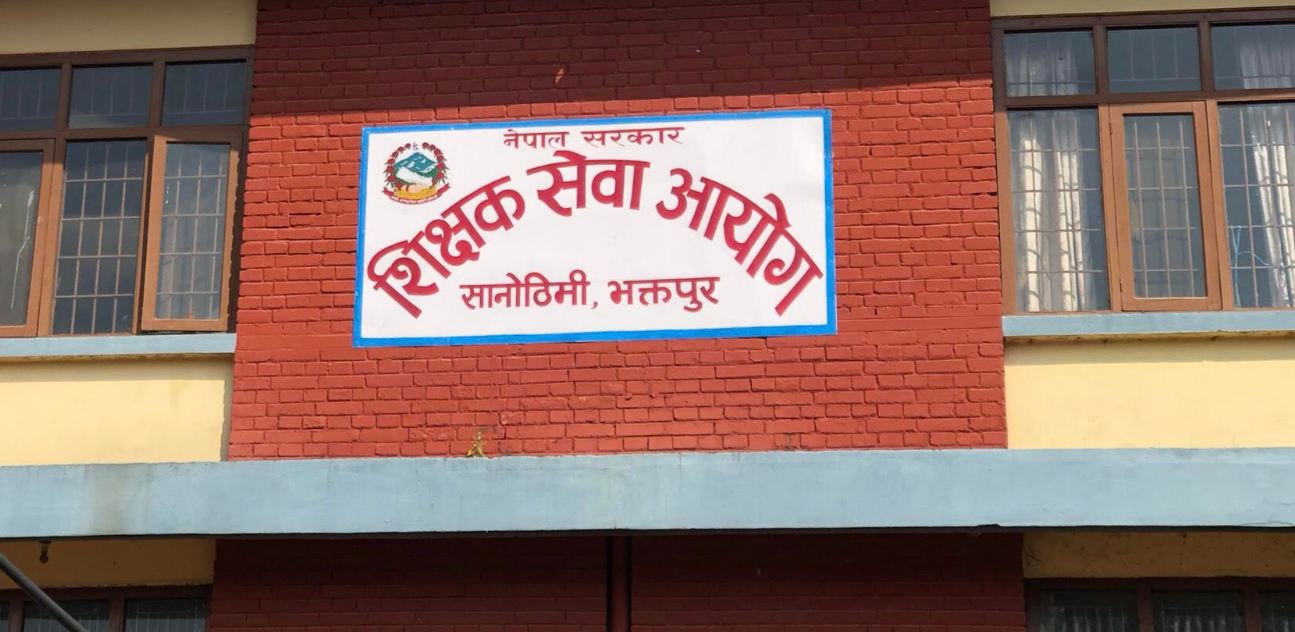 नेपाल सरकार
शिक्षक सेवा आयोग
सानोठिमी, भक्तपुर